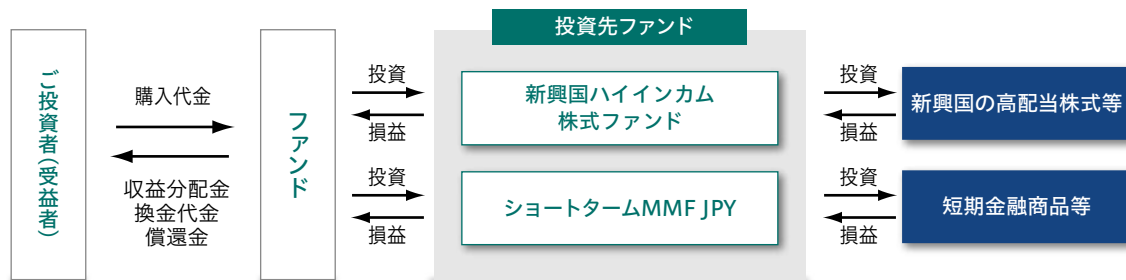 投資先ファンド
ご投資者(受益者)
購入代金
収益分配金
換金代金
償還金
ファンド
投資
損益
投資
損益
新興国ハイインカム
株式ファンド
ショートタームMMF JPY
投資
損益
投資
損益
新興国の高配当株式等
短期金融商品等